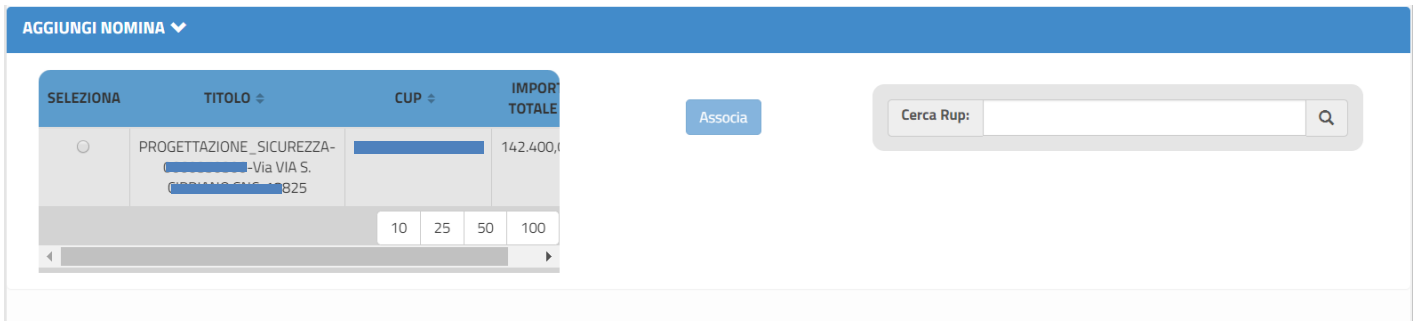 AGGIUNGI NOMINA
SELEZIONA TITOLO CUP IMPORT
TOTALE
Associa
Cerca Rup:
PROGETTAZIONE_SICUREZZA-
-Via VIA S.
825
142.400,
10 25 50 100